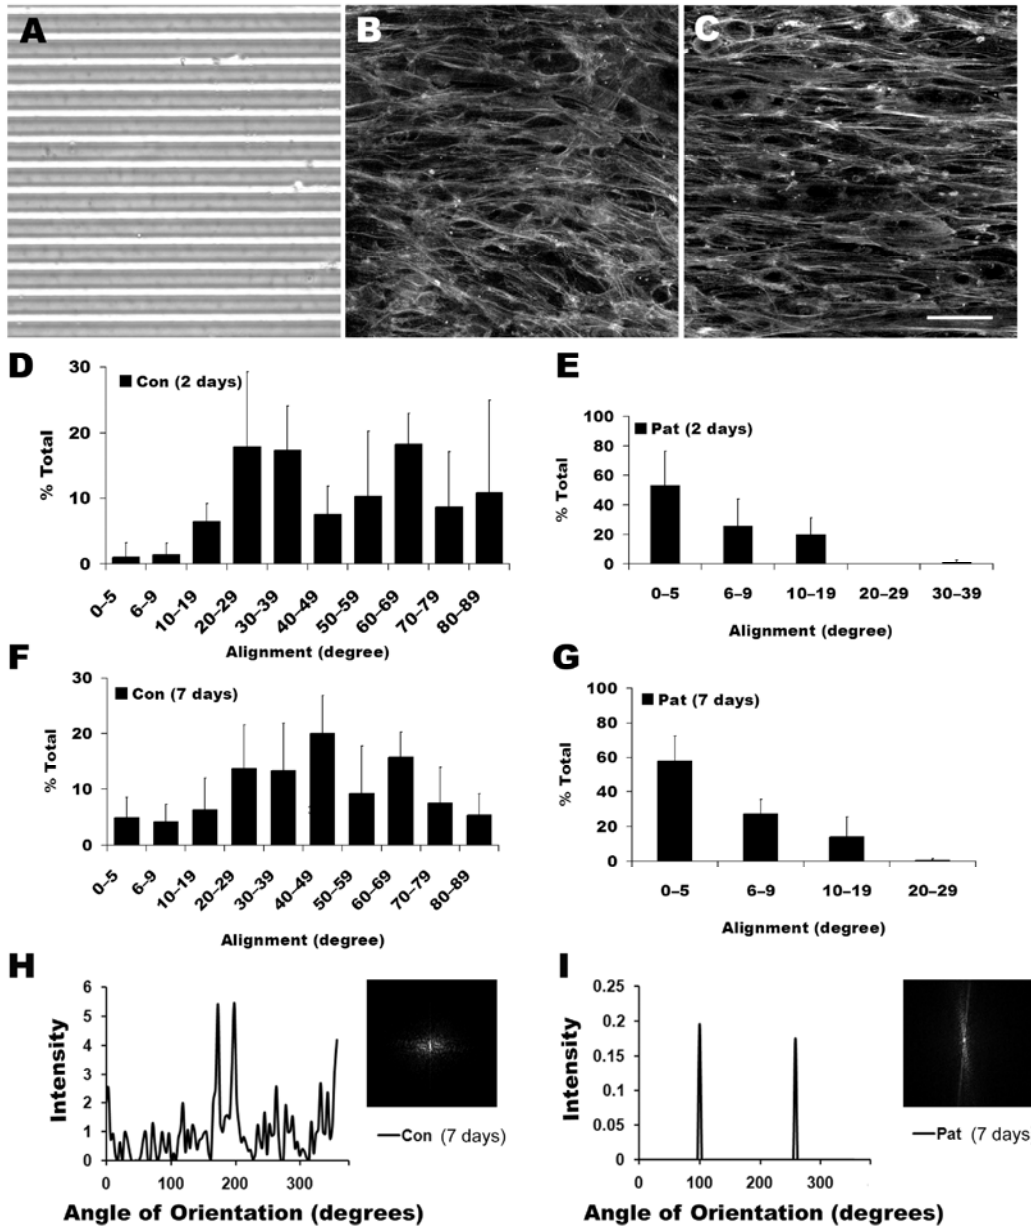 A
B
C
D
30
20
10
0
% Total
Con (2 days)
0–5
6–9
10–19
20–29
30–39
40–49
50–59
60–69
70–79
80–89
Alignment (degree)
E
100
80
60
40
20
0
% Total
Pat (2 days)
0–5
6–9
10–19
20–29
30–39
Alignment (degree)
F
30
20
10
0
% Total
Con (7 days)
0–5
6–9
10–19
20–29
30–39
40–49
50–59
60–69
70–79
80–89
Alignment (degree)
G
100
80
60
40
20
0
% Total
Pat (7 days)
0–5
6–9
10–19
20–29
Alignment (degree)
H
6
5
4
3
2
1
0
Intensity
0
100
200
300
Angle of Orientation (degrees)
Con (7 days)
I
0.25
0.2
0.15
0.1
0.05
0
Intensity
0
100
200
300
Angle of Orientation (degrees)
Pat (7 days